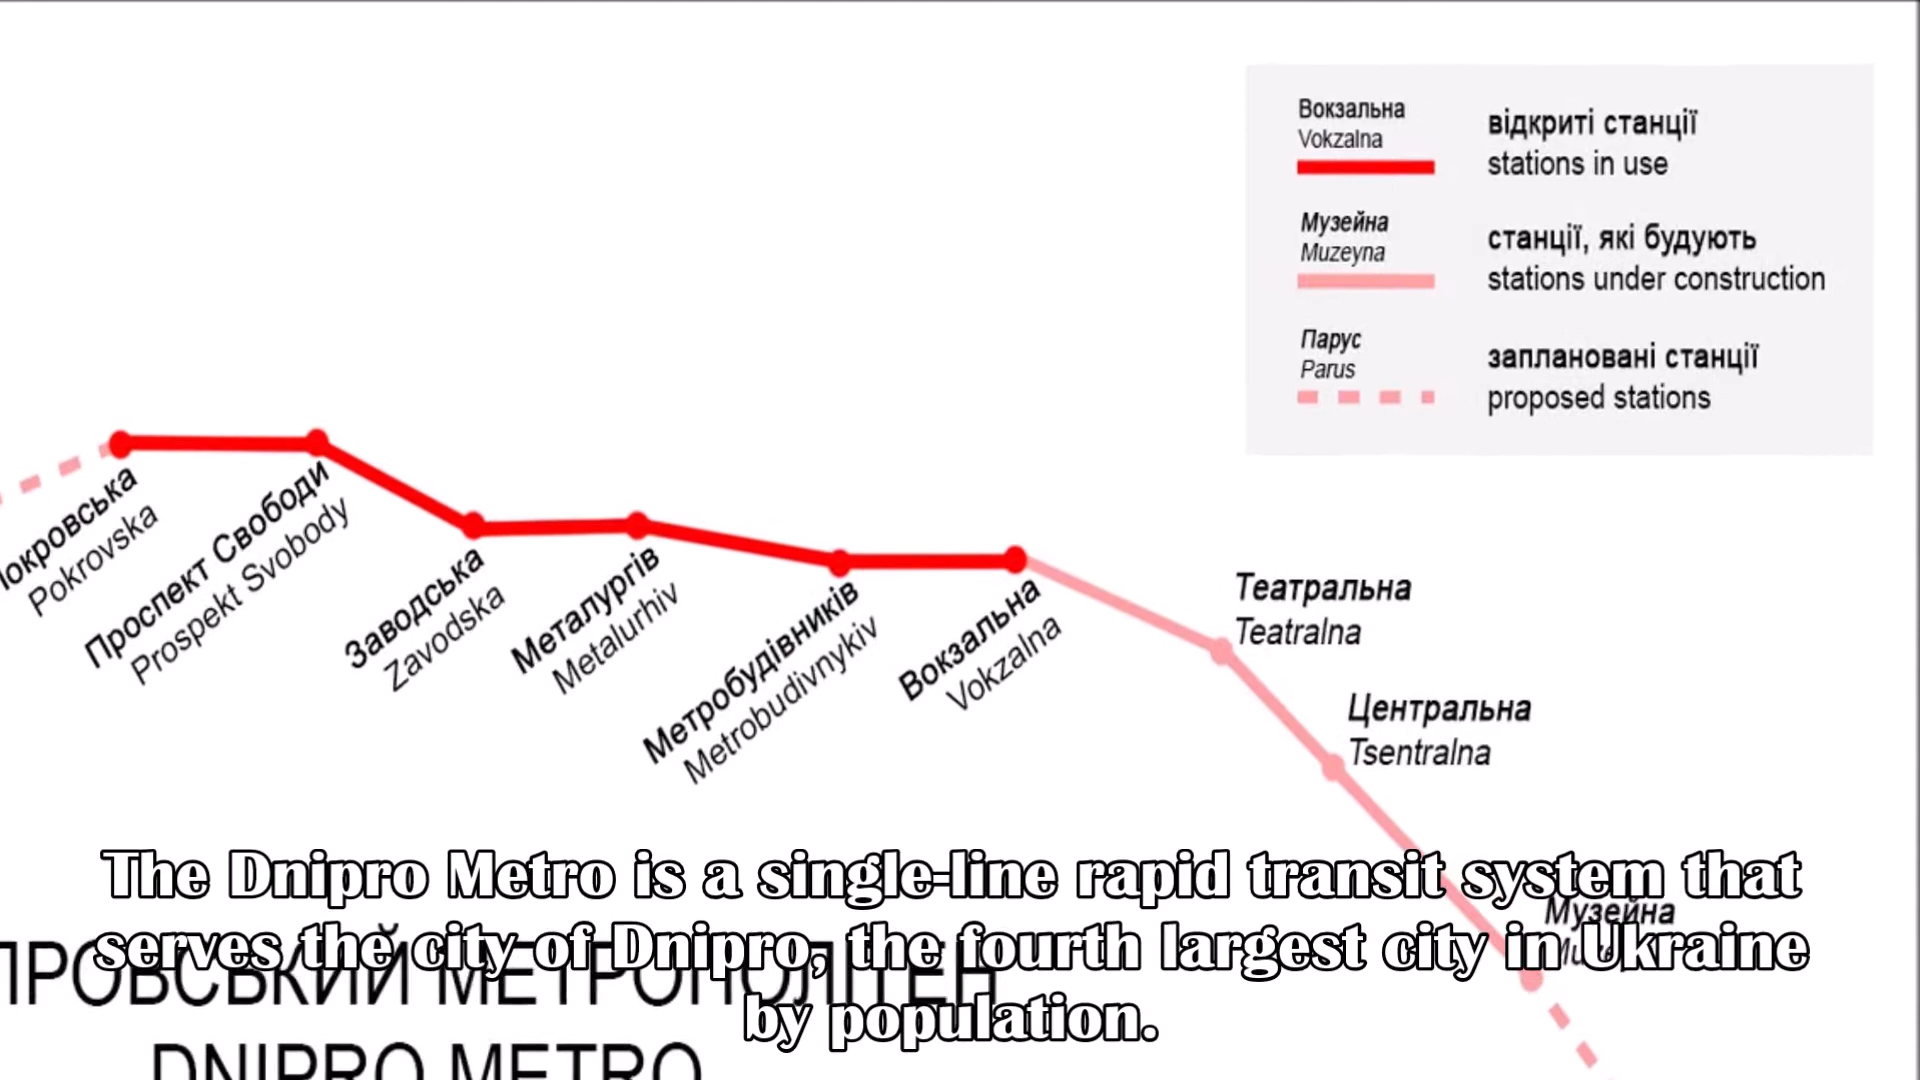 Вокзальна
Vokzalna
відкриті станції
stations in use
Музейна
Muzeyna
станції, які будують
stations under construction
Парус
Parus
заплановані станції
proposed stations
Pokrovska
Проспект Свободи
Prospekt Svobody
Заводська
Zavodska
Металургів
Metalurhiv
Метробудівників
Metrobudivnykiv
Вокзальна
Vokzalna
Театральна
Teatralna
Центральна
Tsentralna
Музейна
The Dnipro Metro is a single-line rapid transit system that
serves the city of Dnipro, the fourth largest city in Ukraine
by population.
МЕТРОПОЛІТЕН
DNIPRO METRO